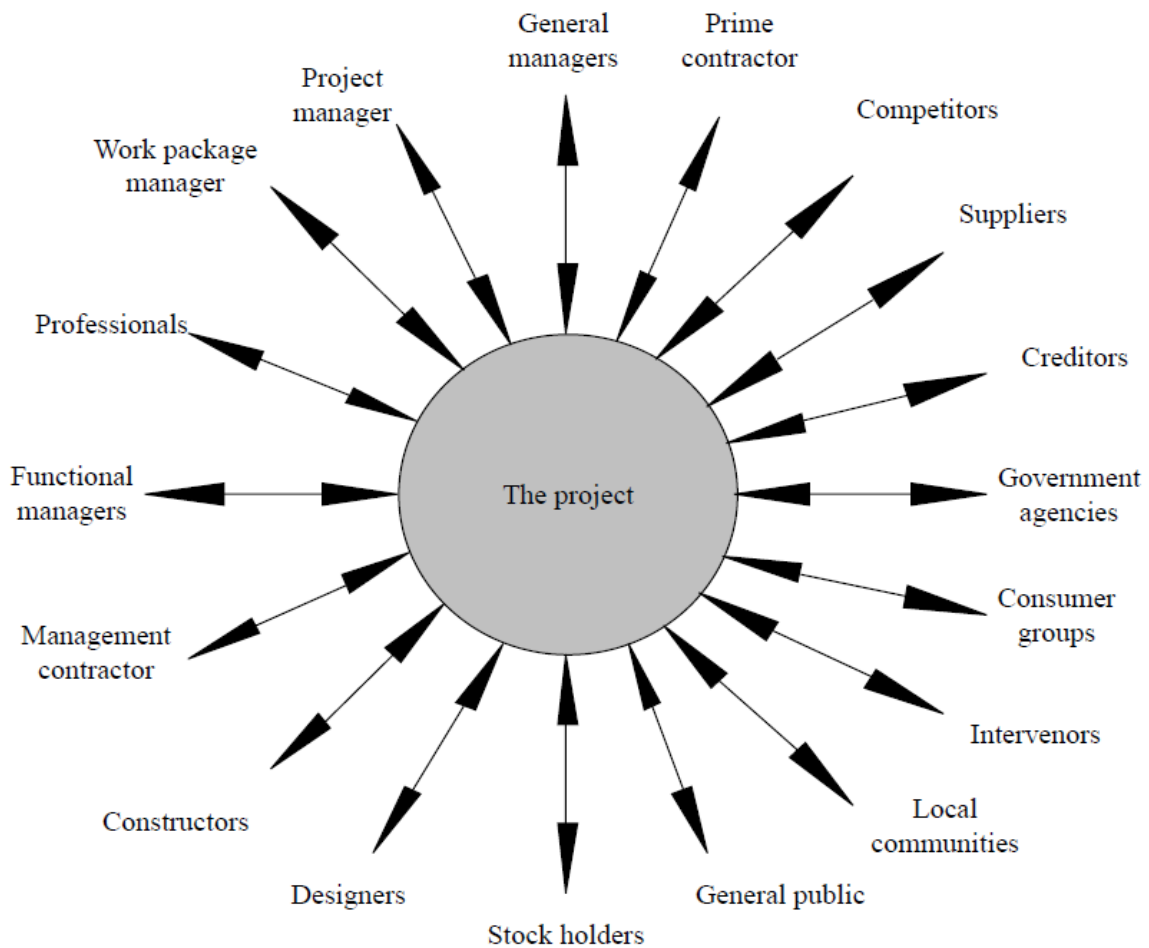 General
managers
Prime
contractor
Project
manager
Competitors
Work package
manager
Suppliers
Professionals
Creditors
Functional
managers
The project
Government
agencies
Consumer
groups
Management
contractor
Intervenors
Constructors
Local
communities
Designers
General public
Stock holders